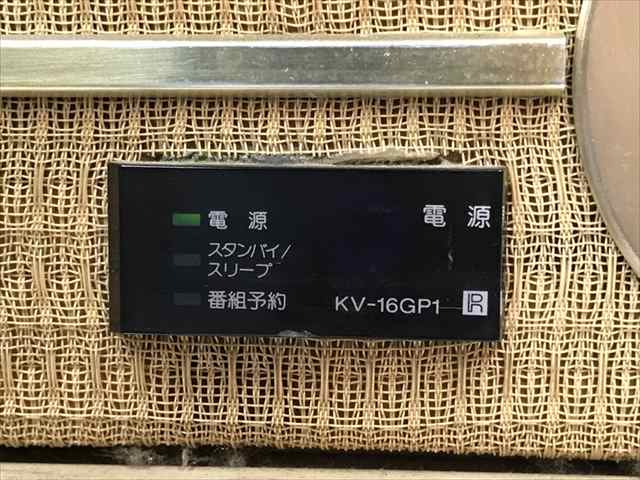 電源
電源
スタンバイ/
スリープ
番組予約
KV-16GP1 R